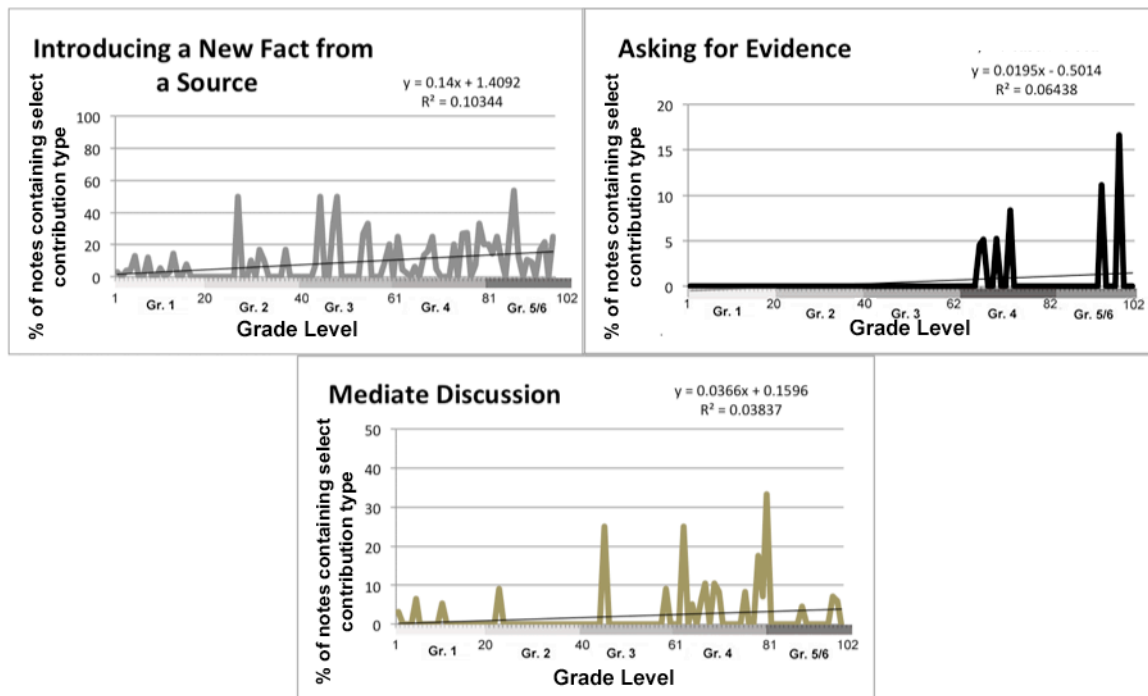 Introducing a New Fact from
a Source
y = 0.14x + 1.4092
R² = 0.10344
% of notes containing select
contribution type
100
80
60
40
20
0
1 20 40 61 81 102
Gr. 1 Gr. 2 Gr. 3 Gr. 4 Gr. 5/6
Grade Level
Asking for Evidence
y = 0.0195x - 0.5014
R² = 0.06438
% of notes containing select
contribution type
20
15
10
5
0
1 20 40 62 82 102
Gr. 1 Gr. 2 Gr. 3 Gr. 4 Gr. 5/6
Grade Level
Mediate Discussion
y = 0.0366x + 0.1596
R² = 0.03837
% of notes containing select
contribution type
50
40
30
20
10
0
1 20 40 61 81 102
Gr. 1 Gr. 2 Gr. 3 Gr. 4 Gr. 5/6
Grade Level